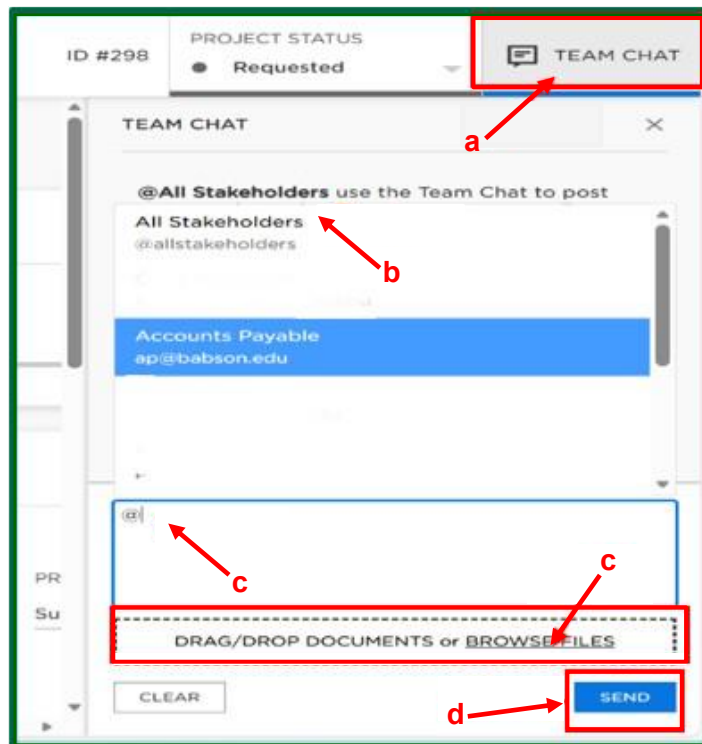 PROJECT STATUS
ID #298
Requested
TEAM CHAT
TEAM CHAT
a
@All Stakeholders use the Team Chat to post
All Stakeholders
@allstakeholders
b
Accounts Payable
ap@babson.edu
@
c
c
PR
Su
DRAG/DROP DOCUMENTS or BROWSE FILES
CLEAR
d
SEND